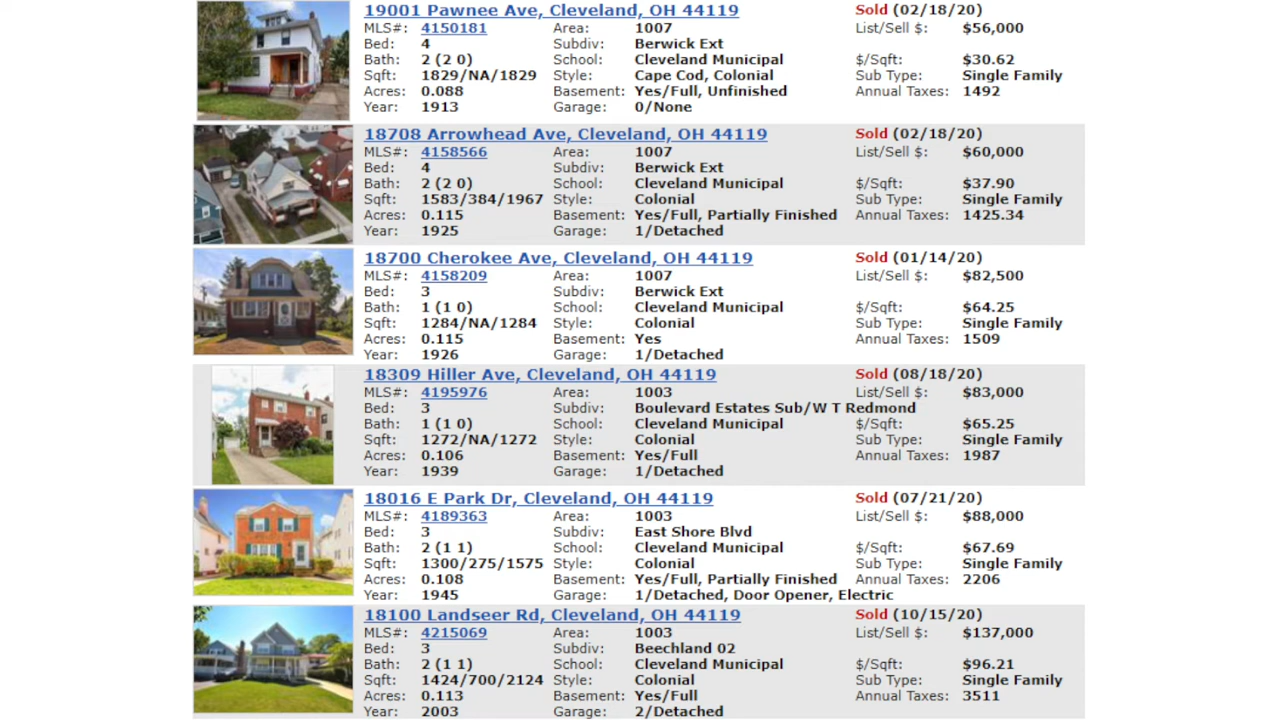 19001 Pawnee Ave, Cleveland, OH 44119 Sold (02/18/20)
MLS#: 4150181 Area: 1007 List/Sell $: $56,000
Bed: 4 Subdiv: Berwick Ext
Bath: 2 (2 0) School: Cleveland Municipal $/Sqft: $30.62
Sqft: 1829/NA/1829 Style: Cape Cod, Colonial Sub Type: Single Family
Acres: 0.088 Basement: Yes/Full, Unfinished Annual Taxes: 1492
Year: 1913 Garage: 0/None
18708 Arrowhead Ave, Cleveland, OH 44119 Sold (02/18/20)
MLS#: 4158566 Area: 1007 List/Sell $: $60,000
Bed: 4 Subdiv: Berwick Ext
Bath: 2 (2 0) School: Cleveland Municipal $/Sqft: $37.90
Sqft: 1583/384/1967 Style: Colonial Sub Type: Single Family
Acres: 0.115 Basement: Yes/Full, Partially Finished Annual Taxes: 1425.34
Year: 1925 Garage: 1/Detached
18700 Cherokee Ave, Cleveland, OH 44119 Sold (01/14/20)
MLS#: 4158209 Area: 1007 List/Sell $: $82,500
Bed: 3 Subdiv: Berwick Ext
Bath: 1 (1 0) School: Cleveland Municipal $/Sqft: $64.25
Sqft: 1284/NA/1284 Style: Colonial Sub Type: Single Family
Acres: 0.115 Basement: Yes Annual Taxes: 1509
Year: 1926 Garage: 1/Detached
18309 Hiller Ave, Cleveland, OH 44119 Sold (08/18/20)
MLS#: 4195976 Area: 1003 List/Sell $: $83,000
Bed: 3 Subdiv: Boulevard Estates Sub/W T Redmond
Bath: 1 (1 0) School: Cleveland Municipal $/Sqft: $65.25
Sqft: 1272/NA/1272 Style: Colonial Sub Type: Single Family
Acres: 0.106 Basement: Yes/Full Annual Taxes: 1987
Year: 1939 Garage: 1/Detached
18016 E Park Dr, Cleveland, OH 44119 Sold (07/21/20)
MLS#: 4189363 Area: 1003 List/Sell $: $88,000
Bed: 3 Subdiv: East Shore Blvd
Bath: 2 (1 1) School: Cleveland Municipal $/Sqft: $67.69
Sqft: 1300/275/1575 Style: Colonial Sub Type: Single Family
Acres: 0.108 Basement: Yes/Full, Partially Finished Annual Taxes: 2206
Year: 1945 Garage: 1/Detached, Door Opener, Electric
18100 Landseer Rd, Cleveland, OH 44119 Sold (10/15/20)
MLS#: 4215069 Area: 1003 List/Sell $: $137,000
Bed: 3 Subdiv: Beechland 02
Bath: 2 (1 1) School: Cleveland Municipal $/Sqft: $96.21
Sqft: 1424/700/2124 Style: Colonial Sub Type: Single Family
Acres: 0.113 Basement: Yes/Full Annual Taxes: 3511
Year: 2003 Garage: 2/Detached